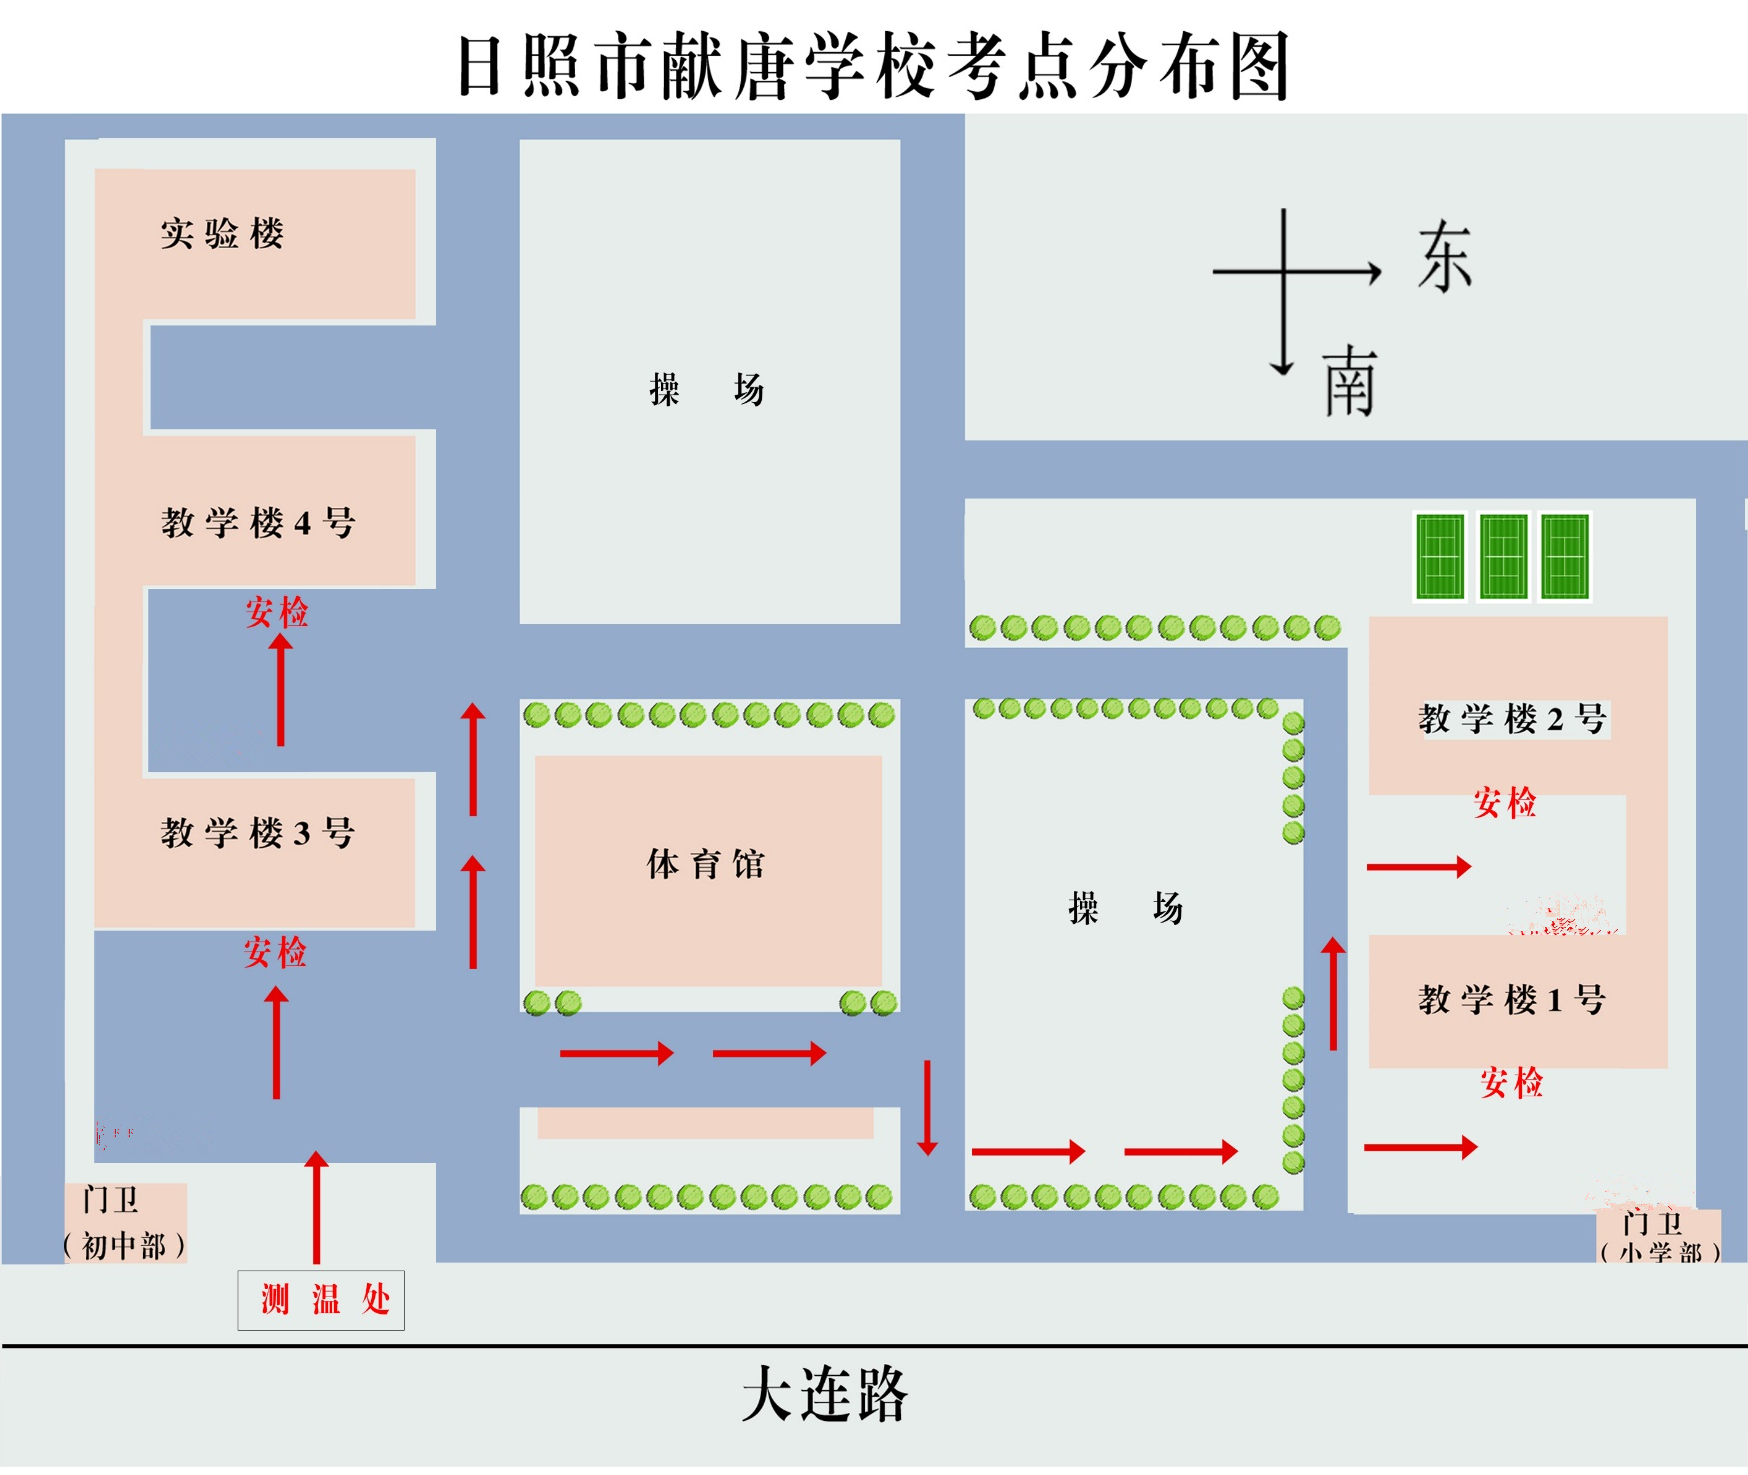 日照市献唐学校考点分布图
实验楼
操 场
东
南
教学楼4号
安检
教学楼2号
安检
教学楼3号
体育馆
操 场
安检
教学楼1号
安检
门卫
（初中部）
门卫
（小学部）
测温处
大连路